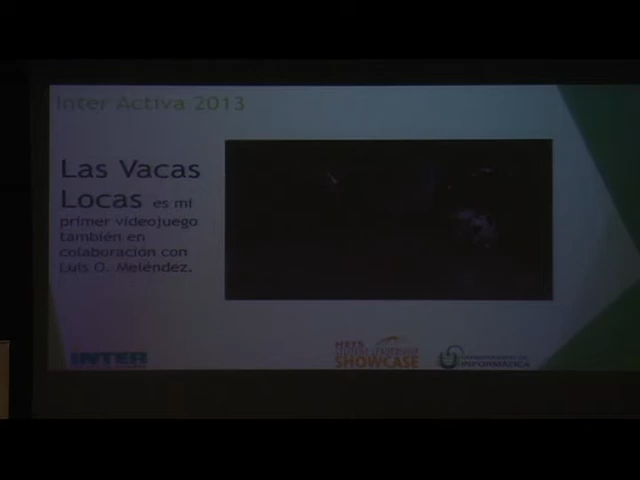 Inter Activa 2013
Las Vacas
Locas es mi
primer videojuego
también en
colaboración con
Luis O. Meléndez.
INTER
SHOWCASE
INFORMÁTICA